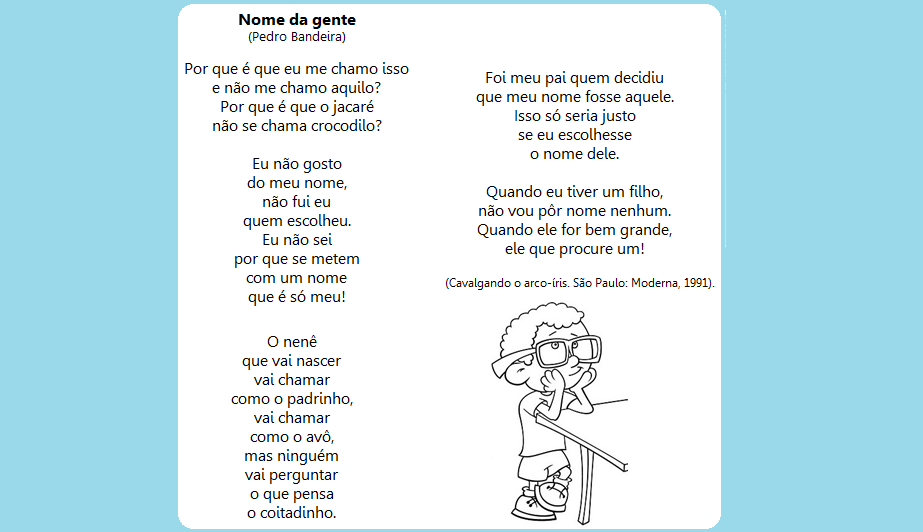 Nome da gente
(Pedro Bandeira)
Por que é que eu me chamo isso
e não me chamo aquilo?
Por que é que o jacaré
não se chama crocodilo?
Eu não gosto
do meu nome,
não fui eu
quem escolheu.
Eu não sei
por que se metem
com um nome
que é só meu!
O nenê
que vai nascer
vai chamar
como o padrinho,
vai chamar
como o avô,
mas ninguém
vai perguntar
o que pensa
o coitadinho.
Foi meu pai quem decidiu
que meu nome fosse aquele.
Isso só seria justo
se eu escolhesse
o nome dele.
Quando eu tiver um filho,
não vou pôr nome nenhum.
Quando ele for bem grande,
ele que procure um!
(Cavalgando o arco-íris. São Paulo: Moderna, 1991).